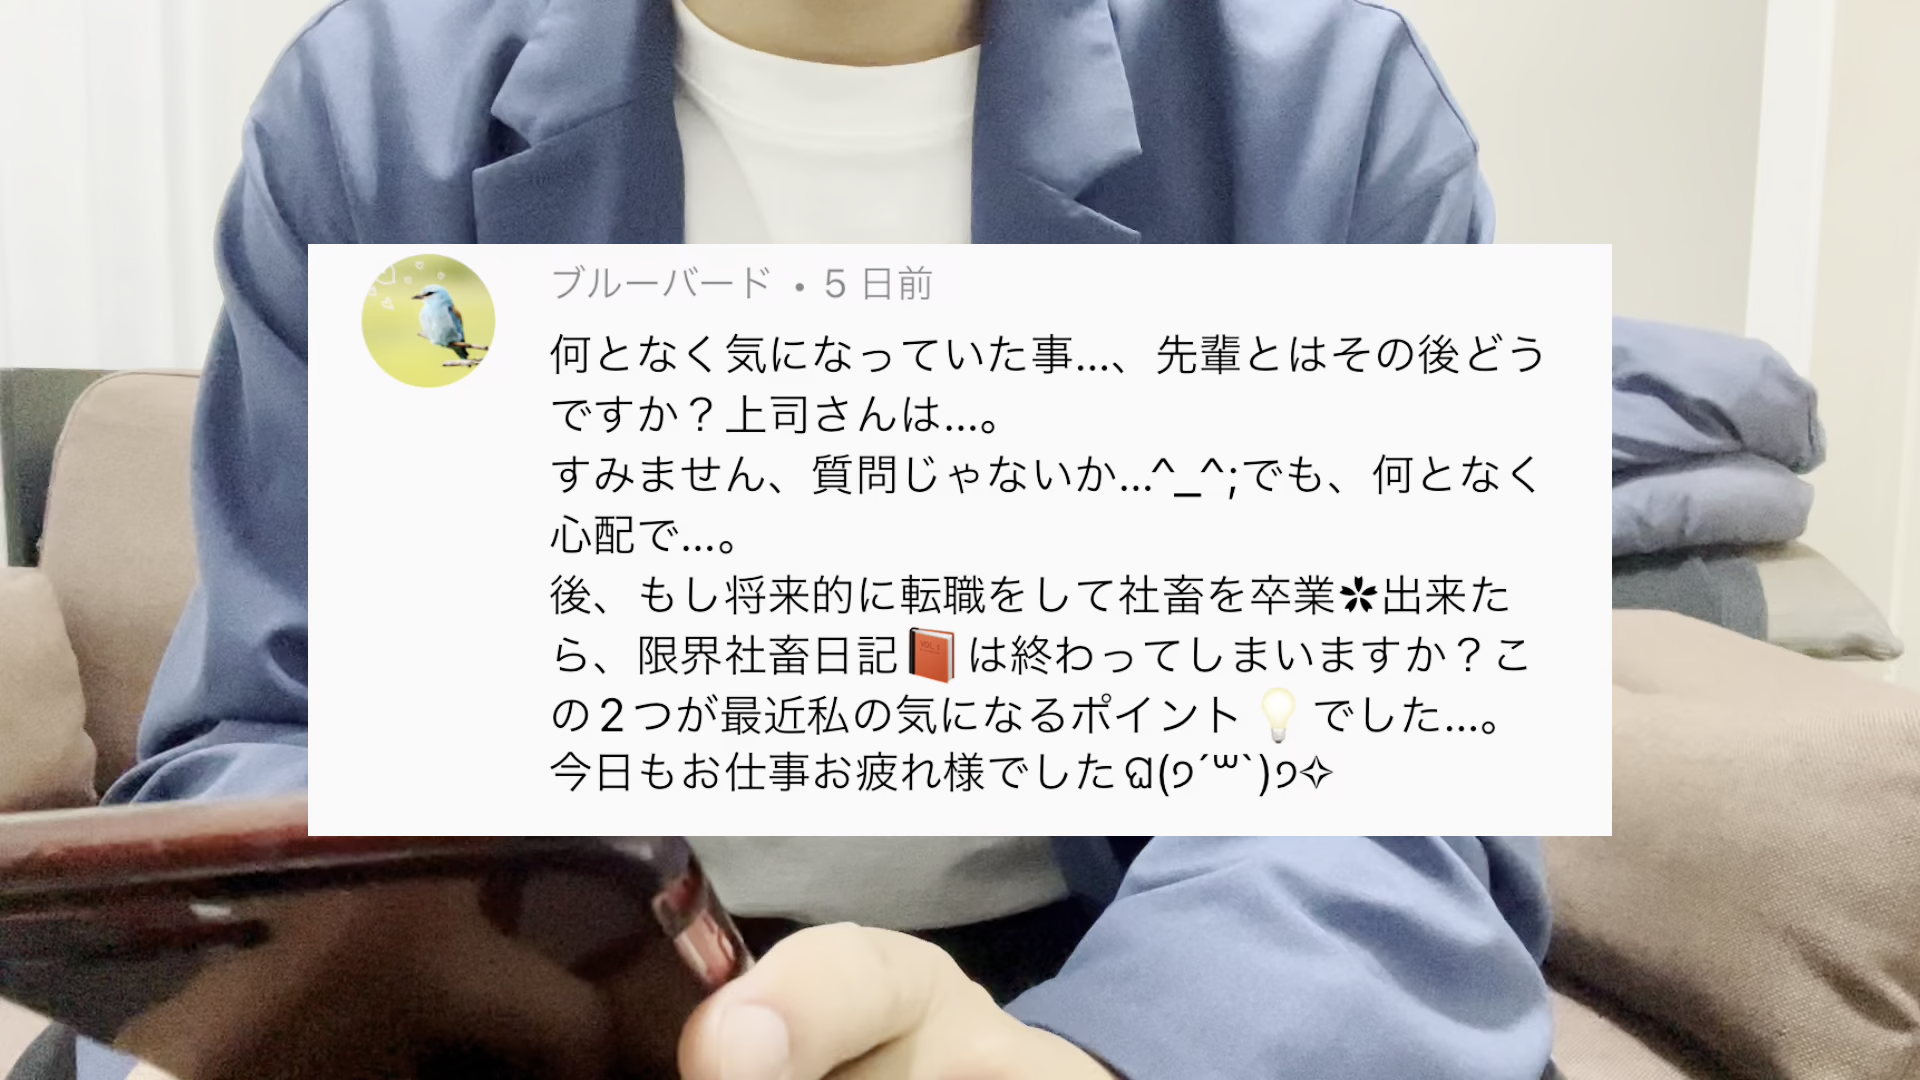 ブルーバード • 5 日前
何となく気になっていた事...、先輩とはその後どう
ですか？上司さんは...。
すみません、質問じゃないか...^_^;でも、何となく
心配で...。
後、もし将来的に転職をして社畜を卒業✽出来た
ら、限界社畜日記📕は終わってしまいますか？こ
の２つが最近私の気になるポイント💡でした...。
今日もお仕事お疲れ様でしたഒ(੭´꒳`)੭✧